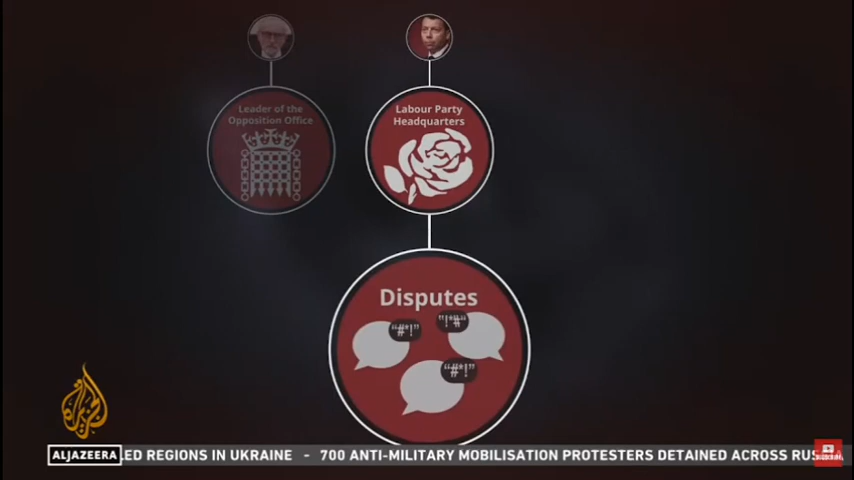 Leader of the
Opposition Office
Labour Party
Headquarters
Disputes
"#*!"
"!*#"
"#*!"
الجزيرة
ALJAZEERA
ED REGIONS IN UKRAINE - 700 ANTI-MILITARY MOBILISATION PROTESTERS DETAINED ACROSS